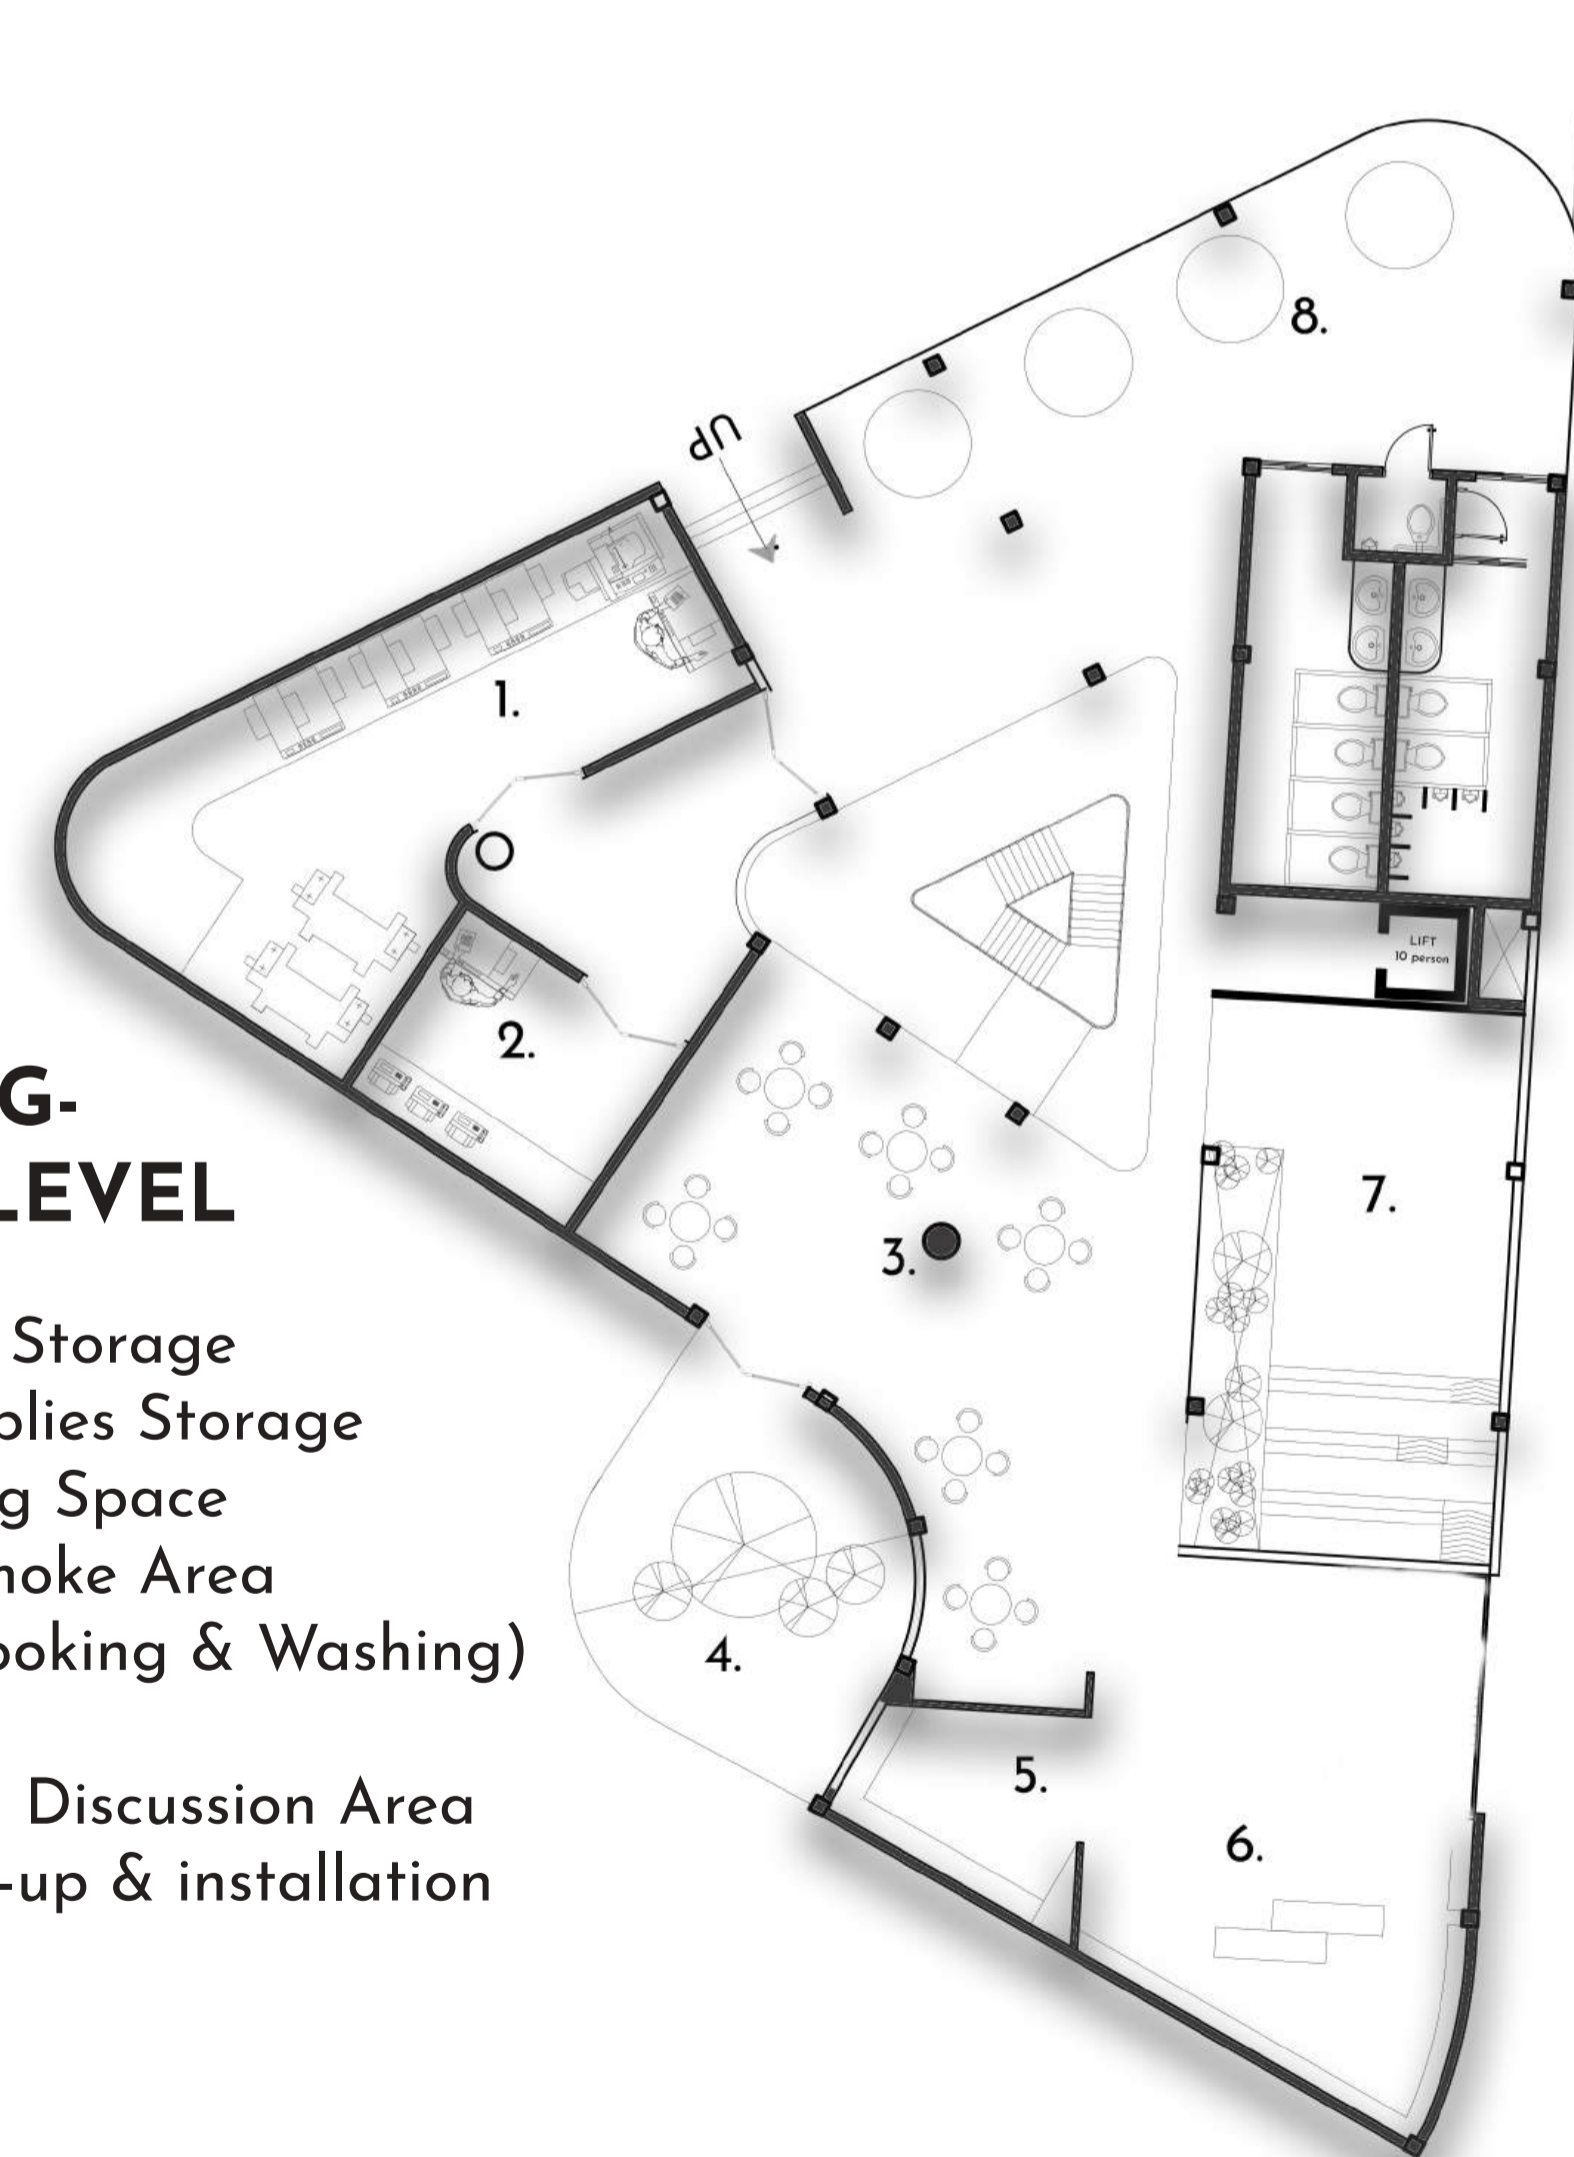 G-
LEVEL
Storage
plies Storage
g Space
moke Area
ooking & Washing)
Discussion Area
-up & installation
UP
8.
1.
LIFT
10 person
2.
7.
3.
4.
5.
6.